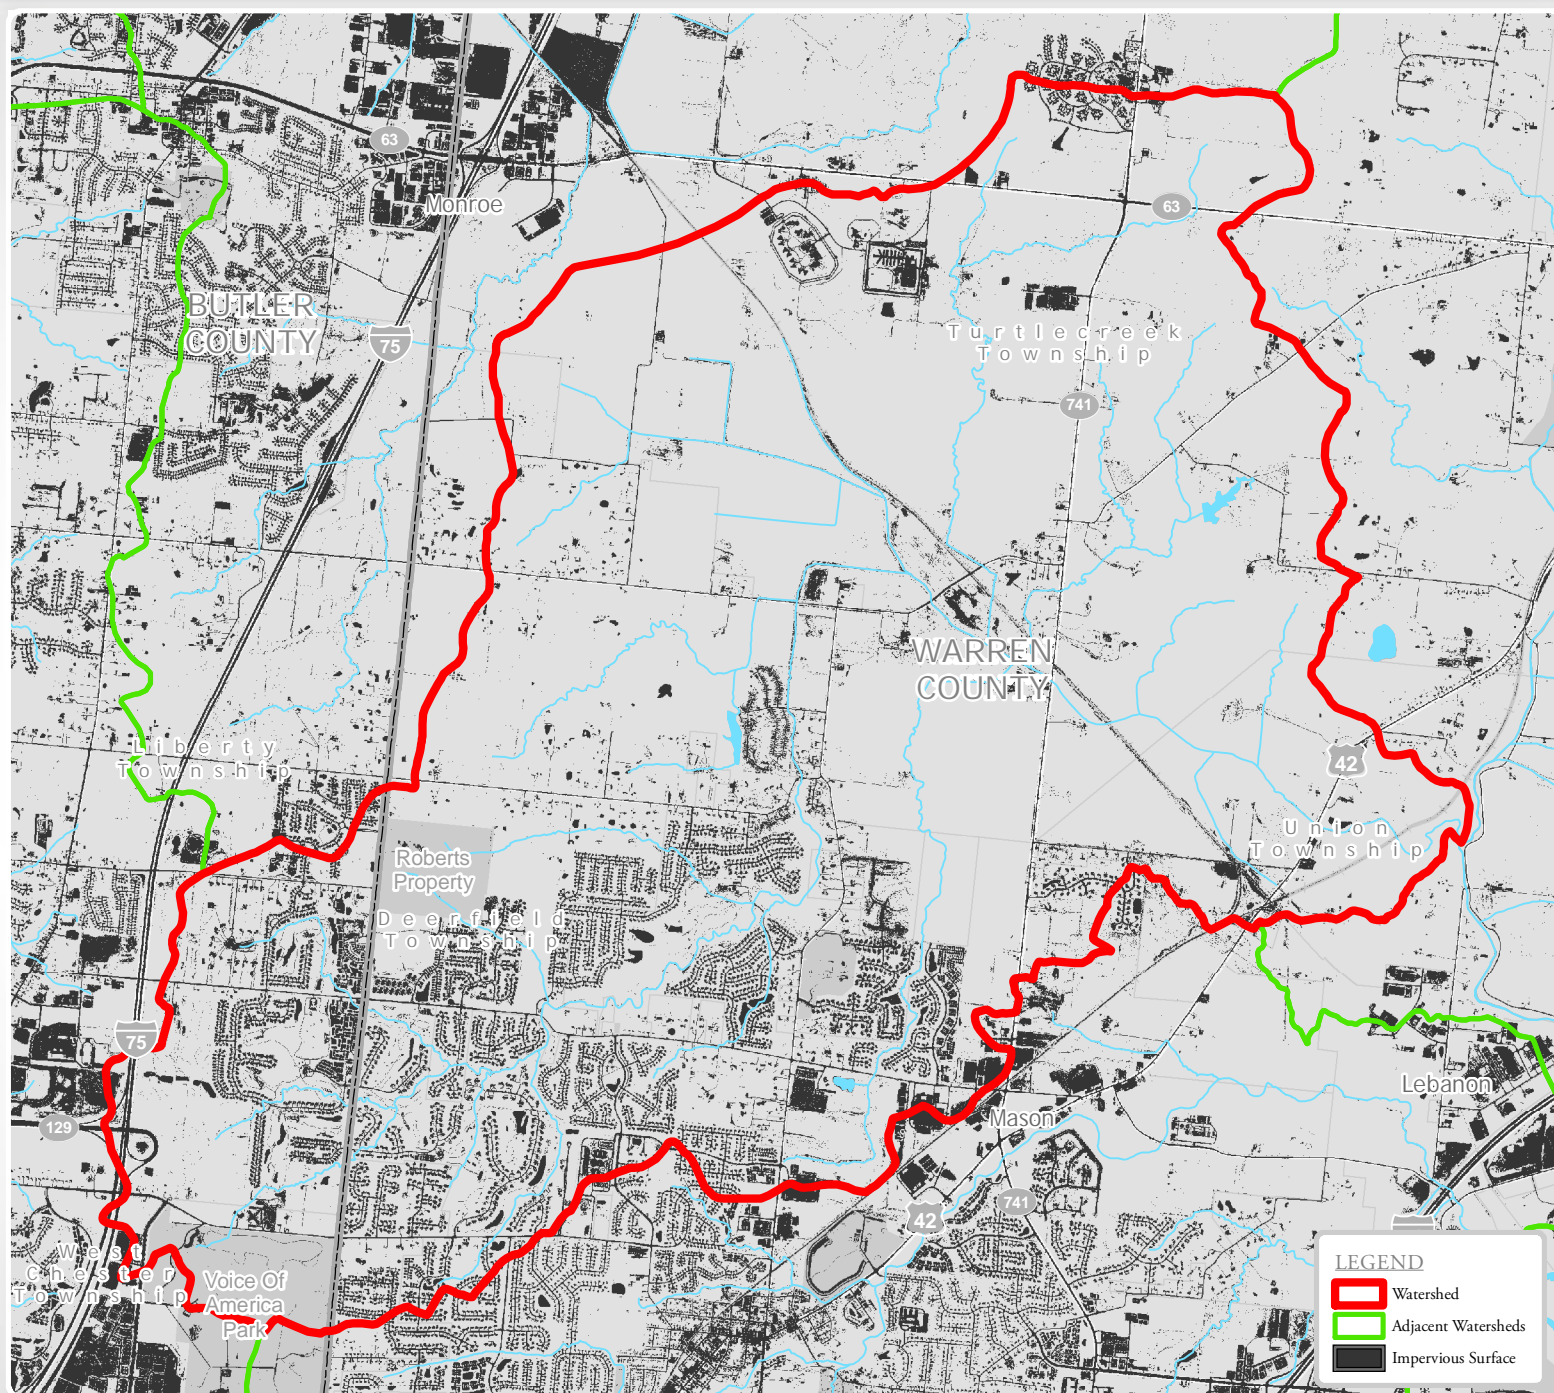 63
Monroe
63
BUTLER
COUNTY
75
Turtlecreek
Township
741
WARREN
COUNTY
Liberty
Township
42
Union
Township
Roberts
Property
Deerfield
Township
75
Lebanon
129
Mason
741
42
West
Chester
Township
Voice Of
America
Park
LEGEND
Watershed
Adjacent Watersheds
Impervious Surface